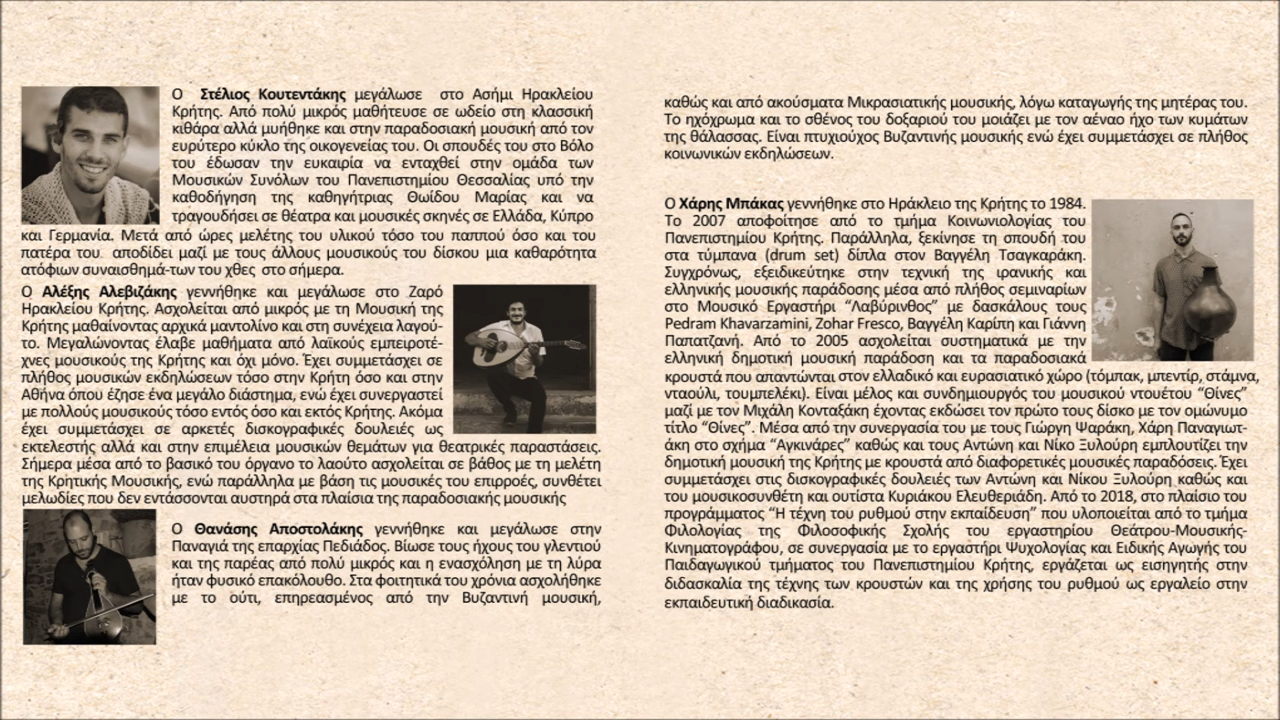 Ο Στέλιος Κουτεντάκης μεγάλωσε στο Ασήμι Ηρακλείου
Κρήτης. Από πολύ μικρός μαθήτευσε σε ωδείο στη κλασσική
κιθάρα αλλά μυήθηκε και στην παραδοσιακή μουσική από τον
ευρύτερο κύκλο της οικογενείας του. Οι σπουδές του στο Βόλο
του έδωσαν την ευκαιρία να ενταχθεί στην ομάδα των
Μουσικών Συνόλων του Πανεπιστημίου Θεσσαλίας υπό την
καθοδήγηση της καθηγήτριας Θωίδου Μαρίας και να
τραγουδήσει σε θέατρα και μουσικές σκηνές σε Ελλάδα, Κύπρο
και Γερμανία. Μετά από ώρες μελέτης του υλικού τόσο του παππού όσο και του
πατέρα του αποδίδει μαζί με τους άλλους μουσικούς του δίσκου μια καθαρότητα
ατόφιων συναισθημά-των του χθες στο σήμερα.
Ο Αλέξης Αλεβιζάκης γεννήθηκε και μεγάλωσε στο Ζαρό
Ηρακλείου Κρήτης. Ασχολείται από μικρός με τη Μουσική της
Κρήτης μαθαίνοντας αρχικά μαντολίνο και στη συνέχεια λαγού-
το. Μεγαλώνοντας έλαβε μαθήματα από λαϊκούς εμπειροτέ-
χνες μουσικούς της Κρήτης και όχι μόνο. Έχει συμμετάσχει σε
πλήθος μουσικών εκδηλώσεων τόσο στην Κρήτη όσο και στην
Αθήνα όπου έζησε ένα μεγάλο διάστημα, ενώ έχει συνεργαστεί
με πολλούς μουσικούς τόσο εντός όσο και εκτός Κρήτης. Ακόμα
έχει συμμετάσχει σε αρκετές δισκογραφικές δουλειές ως
εκτελεστής αλλά και στην επιμέλεια μουσικών θεμάτων για θεατρικές παραστάσεις.
Σήμερα μέσα από το βασικό του όργανο το λαούτο ασχολείται σε βάθος με τη μελέτη
της Κρητικής Μουσικής, ενώ παράλληλα με βάση τις μουσικές του επιρροές, συνθέτει
μελωδίες που δεν εντάσσονται αυστηρά στα πλαίσια της παραδοσιακής μουσικής
Ο Θανάσης Αποστολάκης γεννήθηκε και μεγάλωσε στην
Παναγιά της επαρχίας Πεδιάδος. Βίωσε τους ήχους του γλεντιού
και της παρέας από πολύ μικρός και η ενασχόληση με τη λύρα
ήταν φυσικό επακόλουθο. Στα φοιτητικά του χρόνια ασχολήθηκε
με το ούτι, επηρεασμένος από την Βυζαντινή μουσική,
καθώς και από ακούσματα Μικρασιατικής μουσικής, λόγω καταγωγής της μητέρας του.
Το ηχόχρωμα και το σθένος του δοξαριού του μοιάζει με τον αέναο ήχο των κυμάτων
της θάλασσας. Είναι πτυχιούχος Βυζαντινής μουσικής ενώ έχει συμμετάσχει σε πλήθος
κοινωνικών εκδηλώσεων.
Ο Χάρης Μπάκας γεννήθηκε στο Ηράκλειο της Κρήτης το 1984.
Το 2007 αποφοίτησε από το τμήμα Κοινωνιολογίας του
Πανεπιστημίου Κρήτης. Παράλληλα, ξεκίνησε τη σπουδή του
στα τύμπανα (drum set) δίπλα στον Βαγγέλη Τσαγκαράκη.
Συγχρόνως, εξειδικεύτηκε στην τεχνική της ιρανικής και
ελληνικής μουσικής παράδοσης μέσα από πλήθος σεμιναρίων
στο Μουσικό Εργαστήρι “Λαβύρινθος” με δασκάλους τους
Pedram Khavarzamini, Zohar Fresco, Βαγγέλη Καρίπη και Γιάννη
Παπατζανή. Από το 2005 ασχολείται συστηματικά με την
ελληνική δημοτική μουσική παράδοση και τα παραδοσιακά
κρουστά που απαντώνται στον ελλαδικό και ευρασιατικό χώρο (τόμπακ, μπεντίρ, στάμνα,
νταούλι, τουμπελέκι). Είναι μέλος και συνδημιουργός του μουσικού ντουέτου “Θίνες”
μαζί με τον Μιχάλη Κονταξάκη έχοντας εκδώσει τον πρώτο τους δίσκο με τον ομώνυμο
τίτλο “Θίνες”. Μέσα από την συνεργασία του με τους Γιώργη Ψαράκη, Χάρη Παναγιωτ-
άκη στο σχήμα “Αγκινάρες” καθώς και τους Αντώνη και Νίκο Ξυλούρη εμπλουτίζει την
δημοτική μουσική της Κρήτης με κρουστά από διαφορετικές μουσικές παραδόσεις. Έχει
συμμετάσχει στις δισκογραφικές δουλειές των Αντώνη και Νίκου Ξυλούρη καθώς και
του μουσικοσυνθέτη και ουτίστα Κυριάκου Ελευθεριάδη. Από το 2018, στο πλαίσιο του
προγράμματος “Η τέχνη του ρυθμού στην εκπαίδευση” που υλοποιείται από το τμήμα
Φιλολογίας της Φιλοσοφικής Σχολής του εργαστηρίου Θεάτρου-Μουσικής-
Κινηματογράφου, σε συνεργασία με το εργαστήρι Ψυχολογίας και Ειδικής Αγωγής του
Παιδαγωγικού τμήματος του Πανεπιστημίου Κρήτης, εργάζεται ως εισηγητής στην
διδασκαλία της τέχνης των κρουστών και της χρήσης του ρυθμού ως εργαλείο στην
εκπαιδευτική διαδικασία.